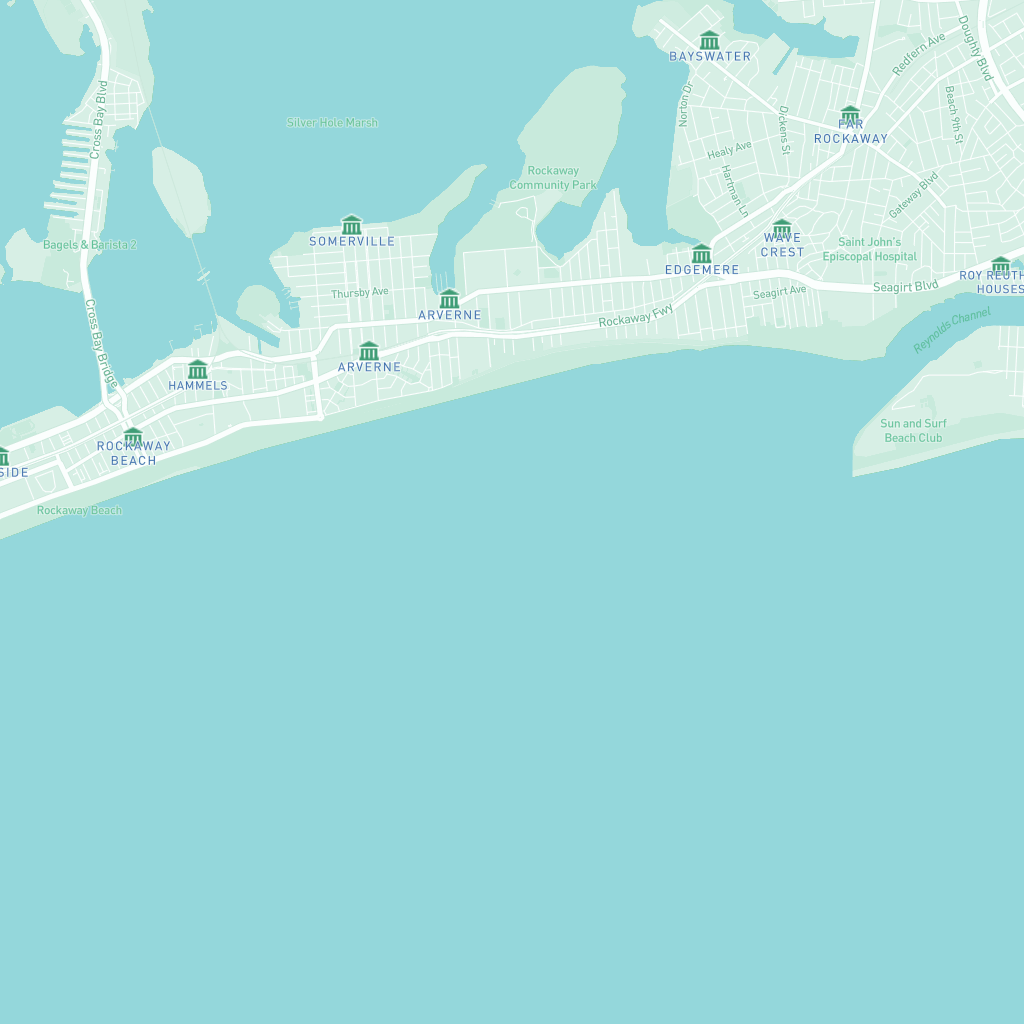 BAYSWATER
Redfern Ave
Doughty Blvd
Cross Bay Blvd
Norton Dr
Dickens St
Beach 9th St
Silver Hole Marsh
FAR
ROCKAWAY
Healy Ave
Rockaway
Community Park
Hartman Ln
Gateway Blvd
SOMERVILLE
Bagels & Barista 2
WAVE
CREST
Saint John's
Episcopal Hospital
EDGEMERE
ROY REUTH
HOUSES
Thursby Ave
Seagirt Ave
Seagirt Blvd
ARVERNE
Rockaway Fwy
Reynolds Channel
Cross Bay Bridge
ARVERNE
HAMMELS
Sun and Surf
Beach Club
ROCKAWAY
BEACH
SIDE
Rockaway Beach